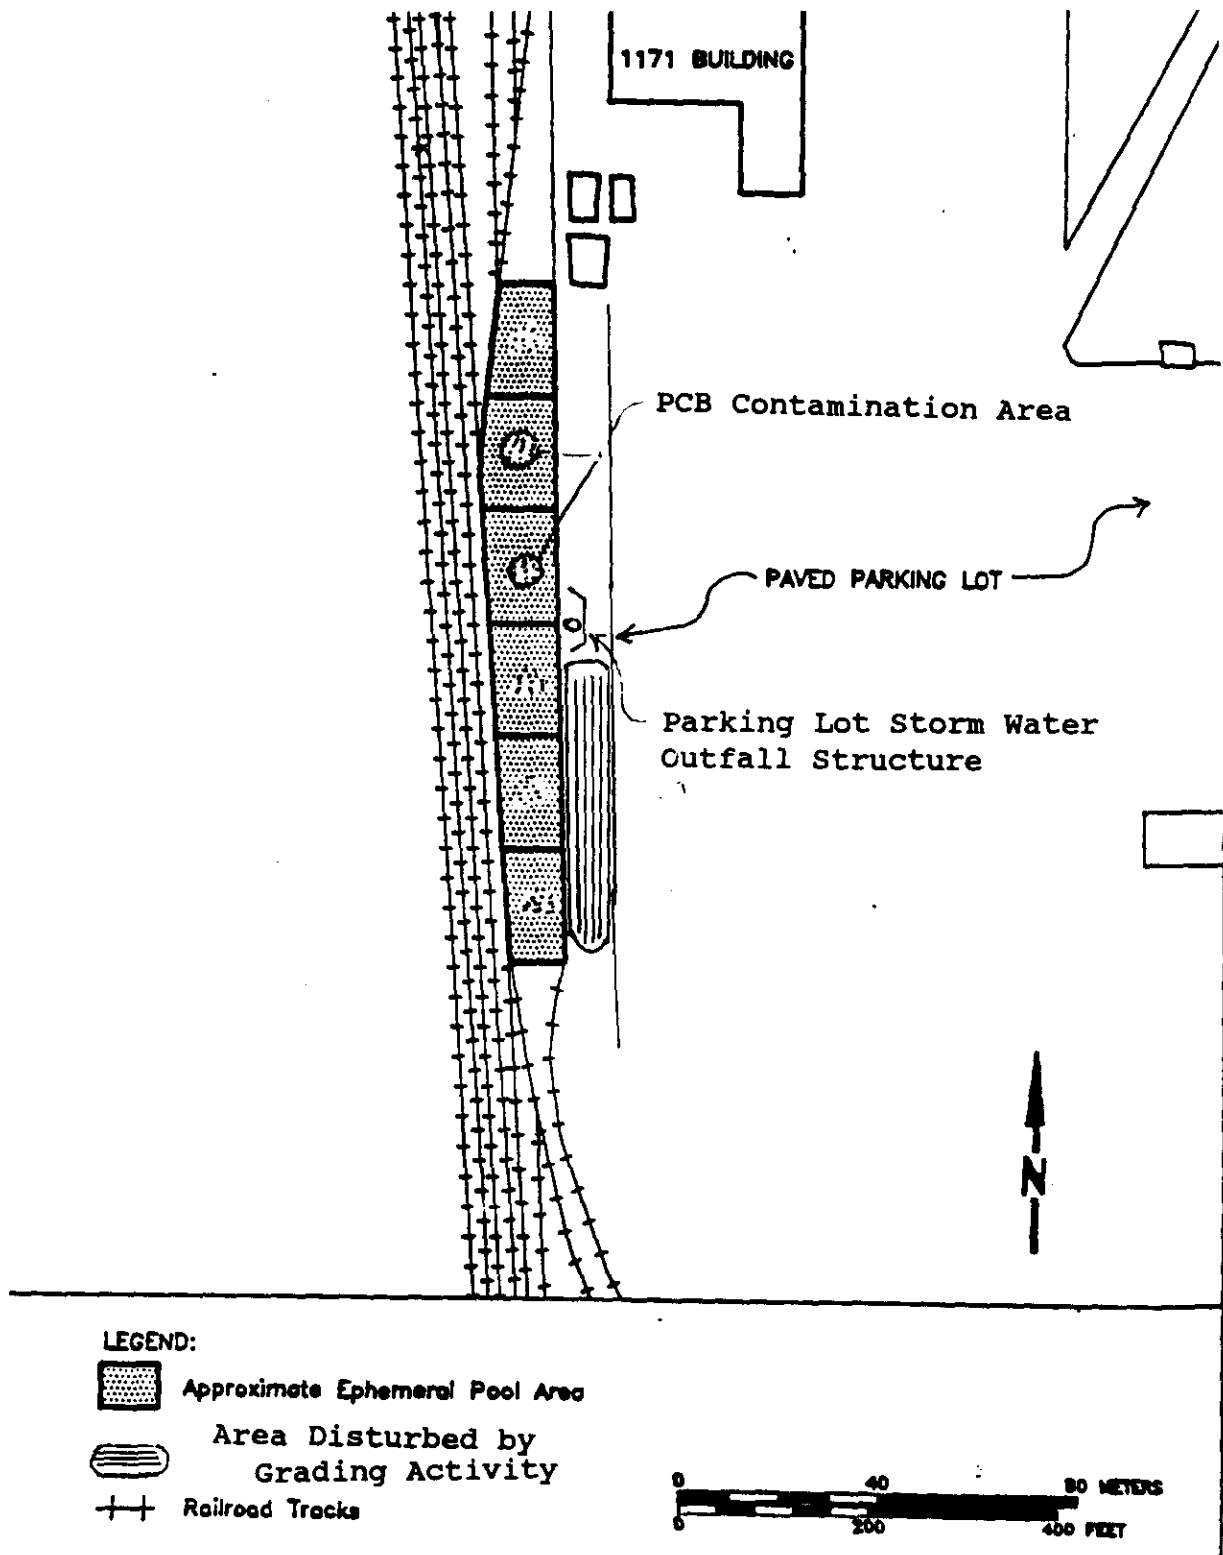 1171 BUILDING
PCB Contamination Area
PAVED PARKING LOT
Parking Lot Storm Water
Outfall Structure
N
LEGEND:
Approximate Ephemeral Pool Area
Area Disturbed by
Grading Activity
Railroad Tracks
0 40 80 METERS
0 200 400 FEET